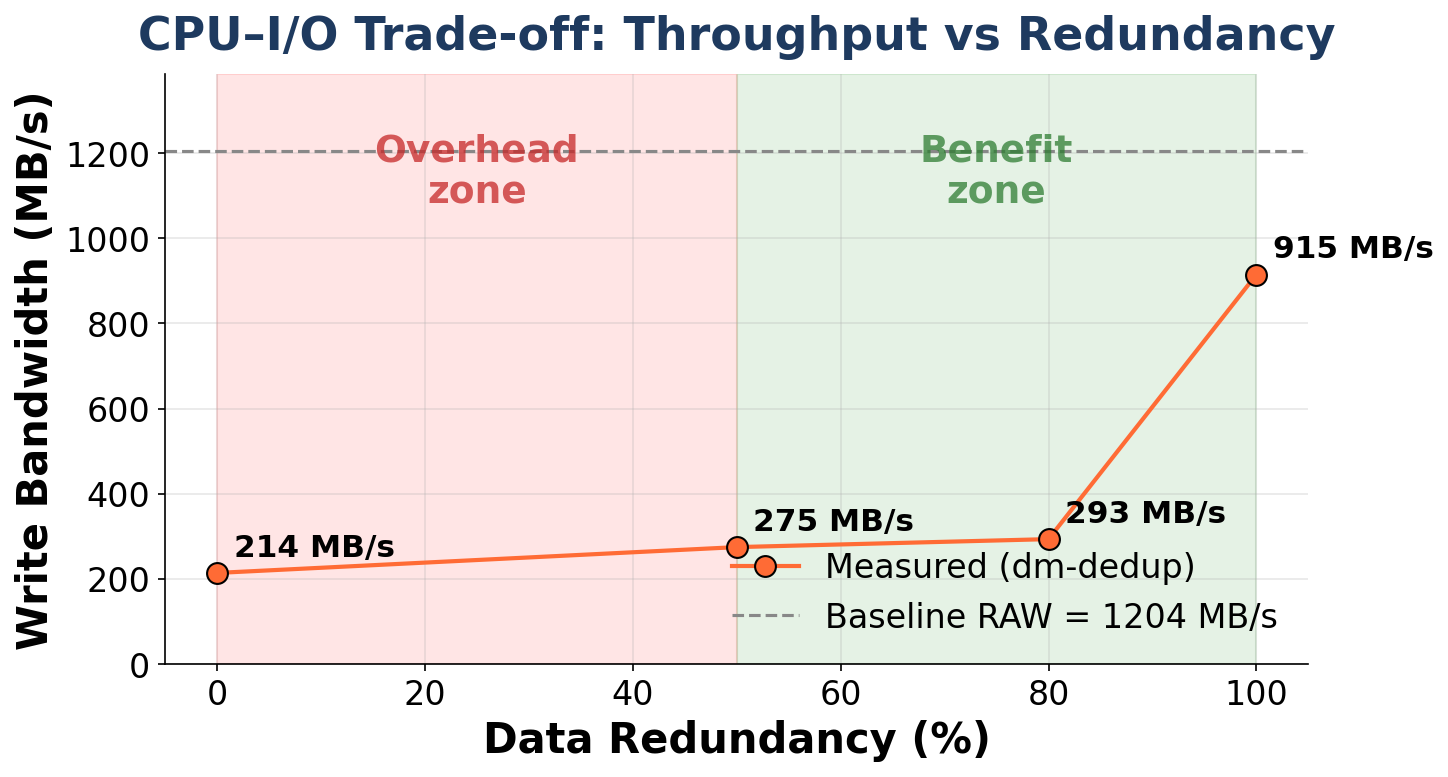 CPU–I/O Trade-off: Throughput vs Redundancy
Write Bandwidth (MB/s)
1200
1000
800
600
400
200
0
Overhead
zone
Benefit
zone
214 MB/s
275 MB/s
293 MB/s
915 MB/s
Measured (dm-dedup)
Baseline RAW = 1204 MB/s
0
20
40
60
80
100
Data Redundancy (%)